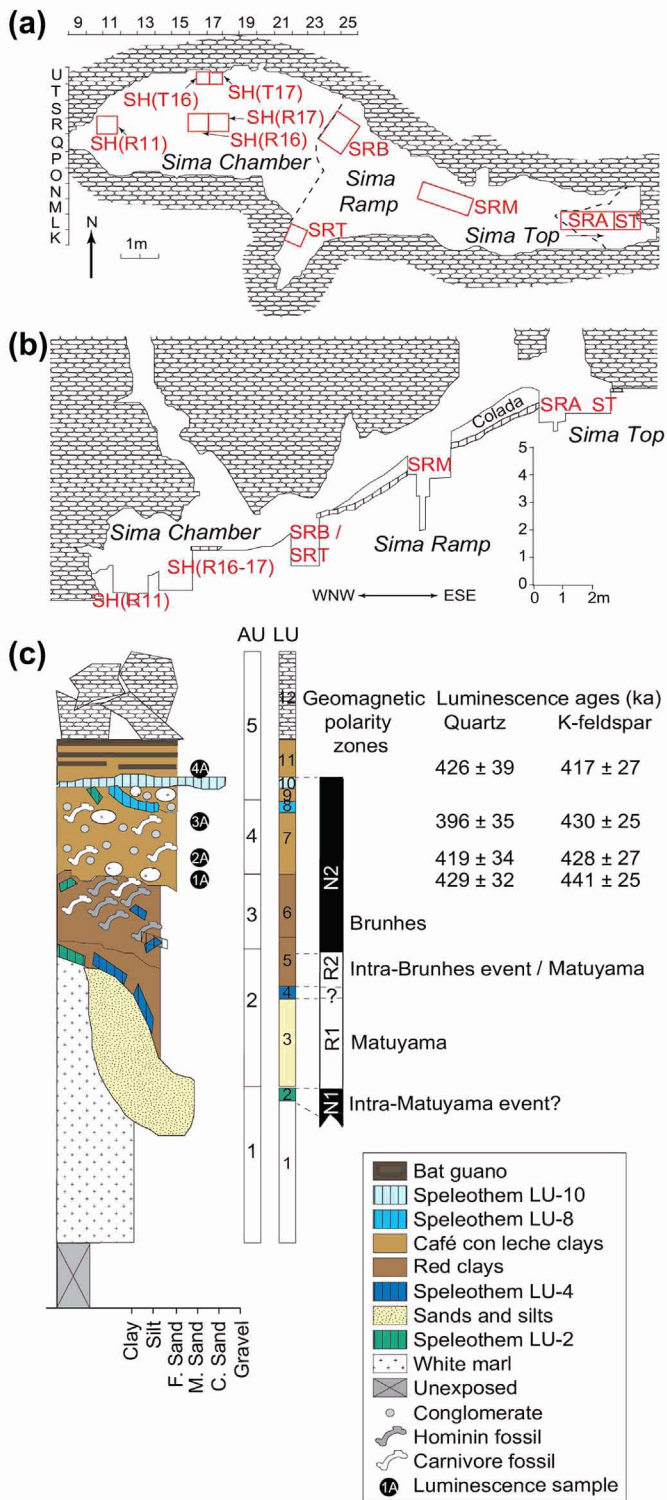 (a)
9 11 13 15 17 19 21 23 25
U
T
S
R
Q
P
O
N
M
L
K
SH(T16)
SH(T17)
SH(R17)
SH(R16)
SH(R11)
Sima Chamber
SRB
Sima
Ramp
SRM
SRA ST
SRT
Sima Top
N
1m
(b)
Colada
SRA ST
Sima Top
SRM
Sima Chamber
SRB /
SRT
Sima Ramp
SH(R16-17)
SH(R11)
WNW ESE
5
4
3
2
1
0
0 1 2m
(c)
AU LU
Geomagnetic
polarity
zones
Luminescence ages (ka)
Quartz K-feldspar
12
5
11
4A
426 ± 39 417 ± 27
10
9
8
3A
396 ± 35 430 ± 25
4
7
2A
419 ± 34 428 ± 27
1A
429 ± 32 441 ± 25
N2
3
6
Brunhes
5
R2
Intra-Brunhes event / Matuyama
4
?
2
3
R1
Matuyama
2
N1
Intra-Matuyama event?
1
1
Clay
Silt
F. Sand
M. Sand
C. Sand
Gravel
Bat guano
Speleothem LU-10
Speleothem LU-8
Café con leche clays
Red clays
Speleothem LU-4
Sands and silts
Speleothem LU-2
White marl
Unexposed
Conglomerate
Hominin fossil
Carnivore fossil
1A Luminescence sample